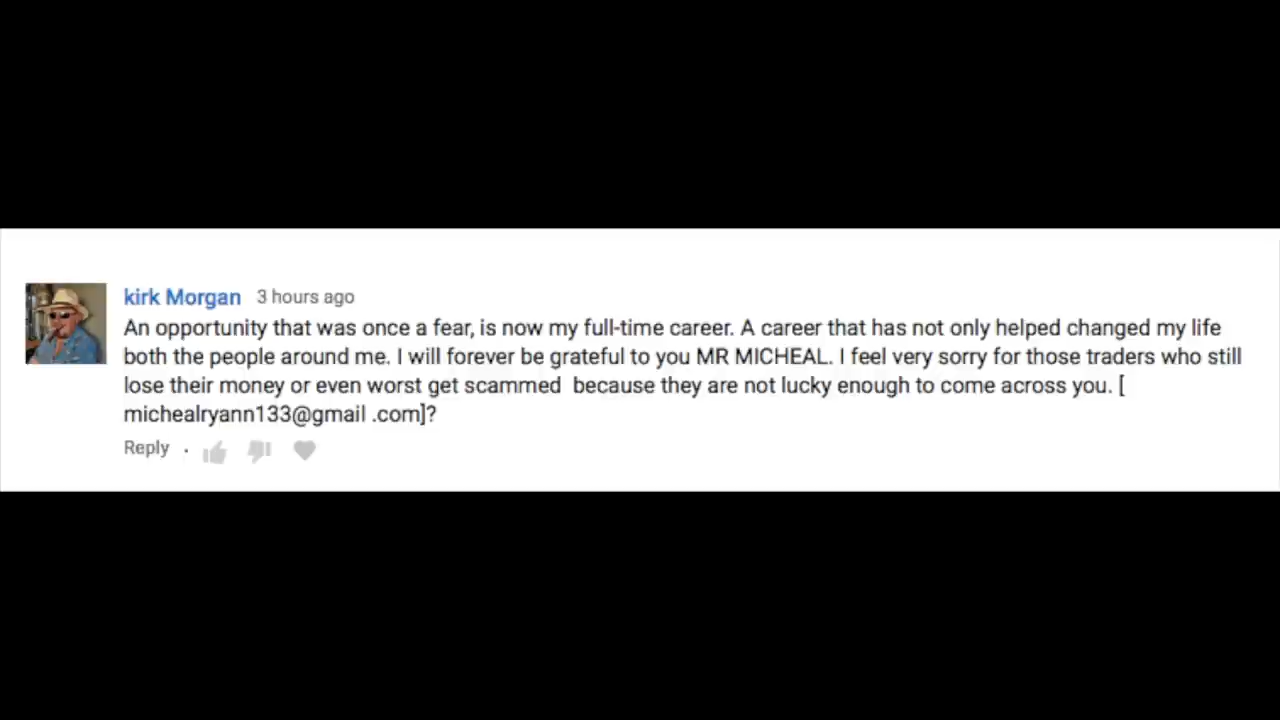 kirk Morgan 3 hours ago
An opportunity that was once a fear, is now my full-time career. A career that has not only helped changed my life
both the people around me. I will forever be grateful to you MR MICHEAL. I feel very sorry for those traders who still
lose their money or even worst get scammed  because they are not lucky enough to come across you. [
michealryann133@gmail .com]?
Reply